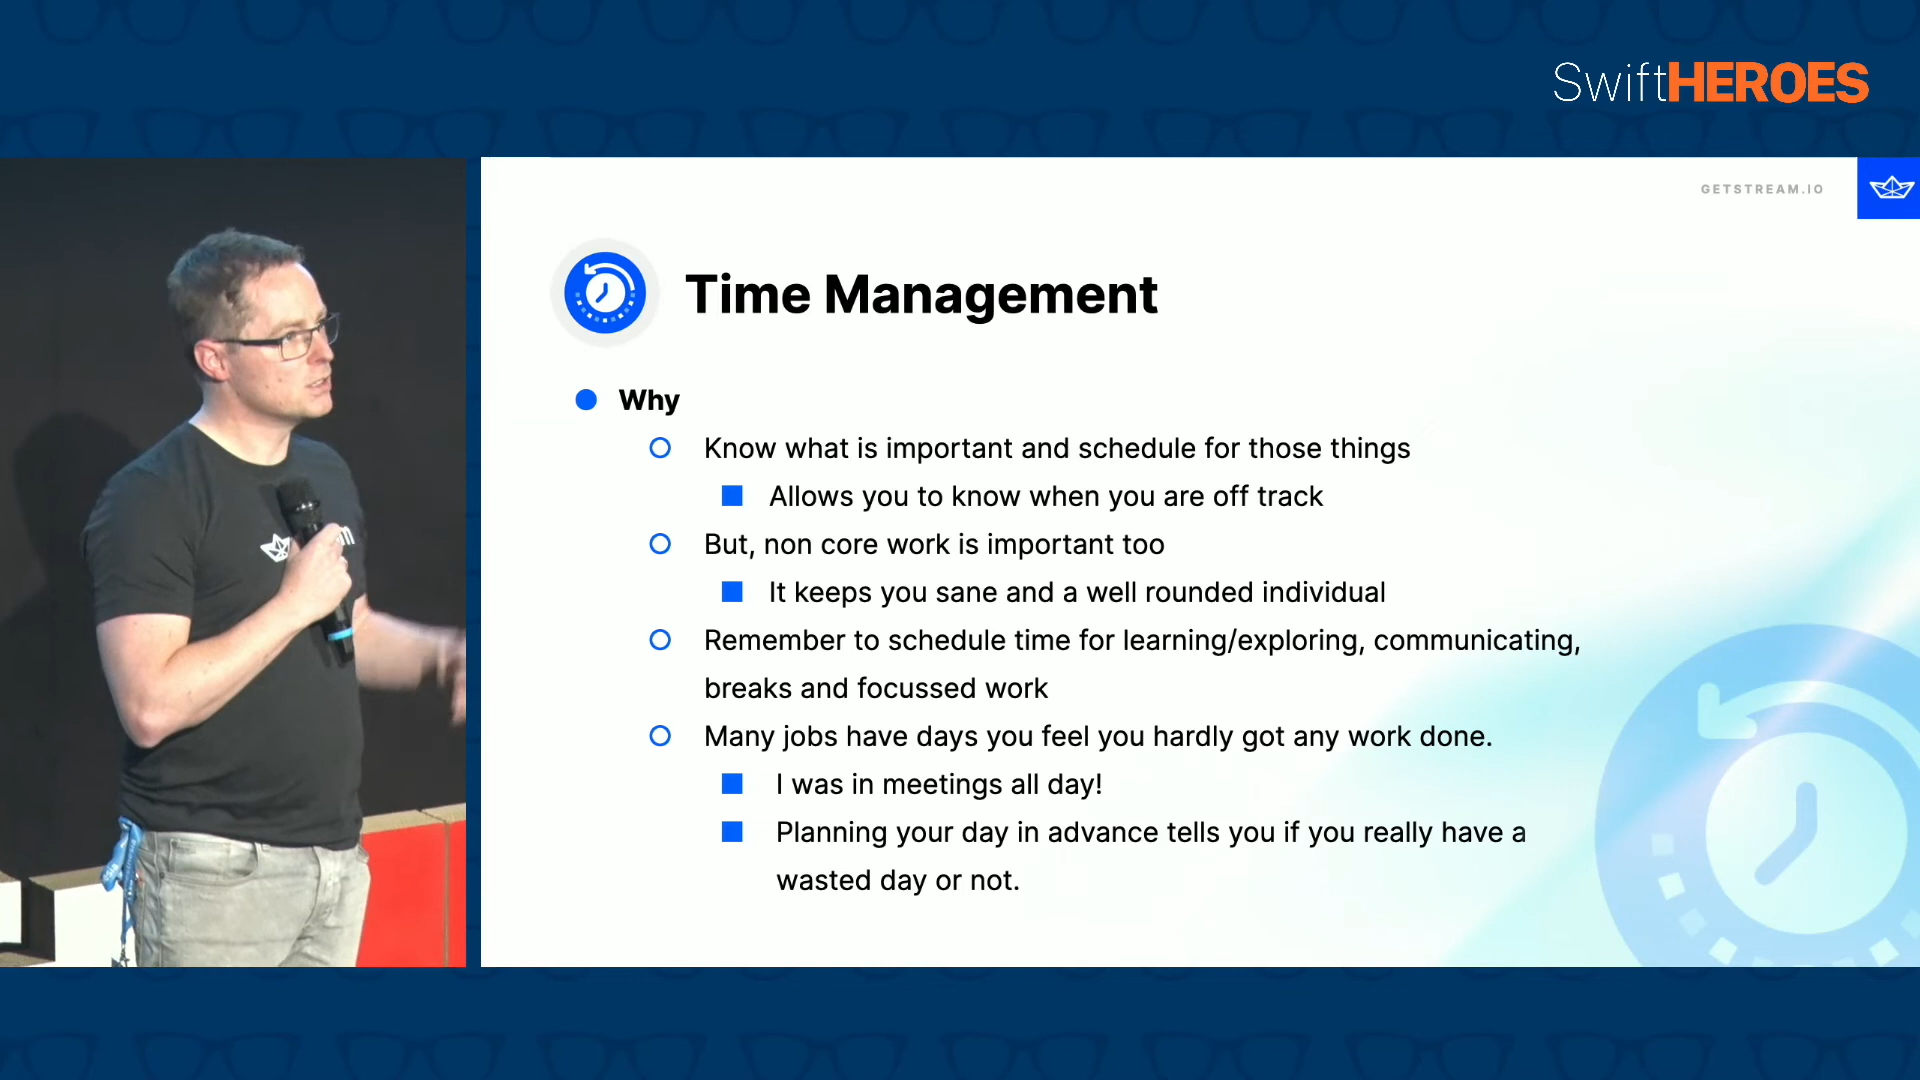 SwiftHEROES
GETSTREAM.IO
Time Management
Why
Know what is important and schedule for those things
Allows you to know when you are off track
But, non core work is important too
It keeps you sane and a well rounded individual
Remember to schedule time for learning/exploring, communicating,
breaks and focussed work
Many jobs have days you feel you hardly got any work done.
I was in meetings all day!
Planning your day in advance tells you if you really have a
wasted day or not.